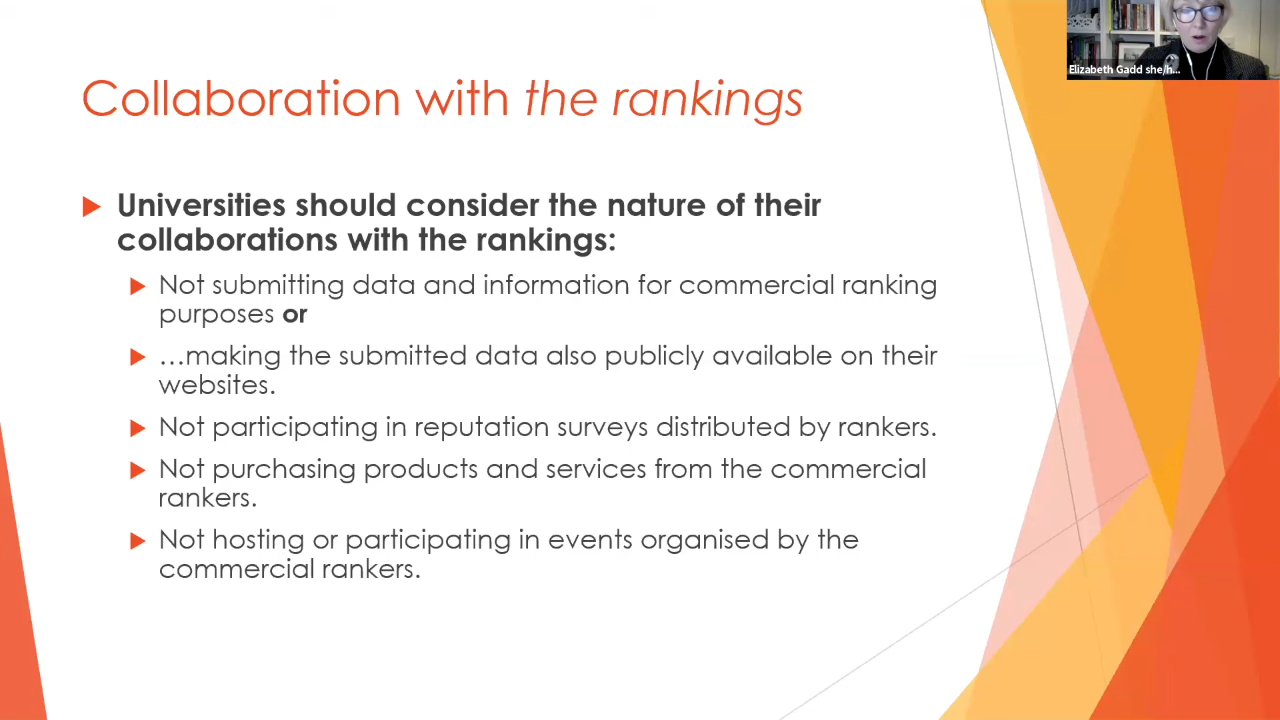 Elizabeth Gadd she/h...
Collaboration with the rankings
Universities should consider the nature of their
collaborations with the rankings:
Not submitting data and information for commercial ranking
purposes or
…making the submitted data also publicly available on their
websites.
Not participating in reputation surveys distributed by rankers.
Not purchasing products and services from the commercial
rankers.
Not hosting or participating in events organised by the
commercial rankers.